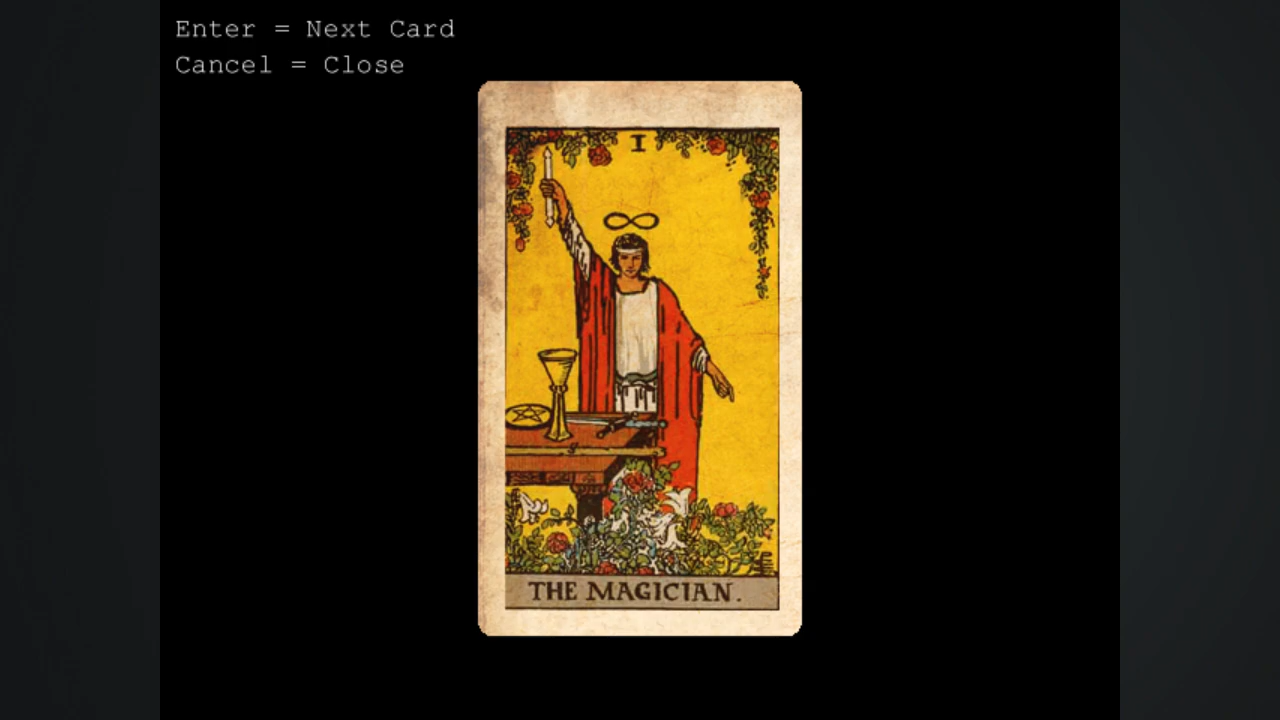 Enter = Next Card
Cancel = Close
I
THE MAGICIAN.